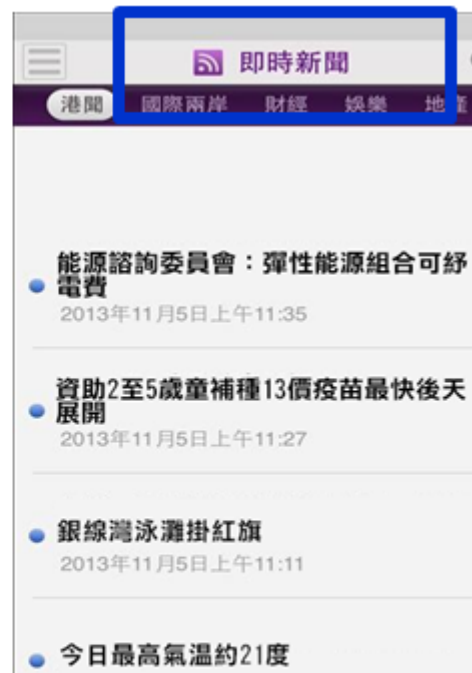 即時新聞
港聞 國際兩岸 財經 娛樂 地產
能源諮詢委員會：彈性能源組合可紓
電費
2013年11月5日上午11:35
資助2至5歲童補種13價疫苗最快後天
展開
2013年11月5日上午11:27
銀線灣泳灘掛紅旗
2013年11月5日上午11:11
今日最高氣溫約21度